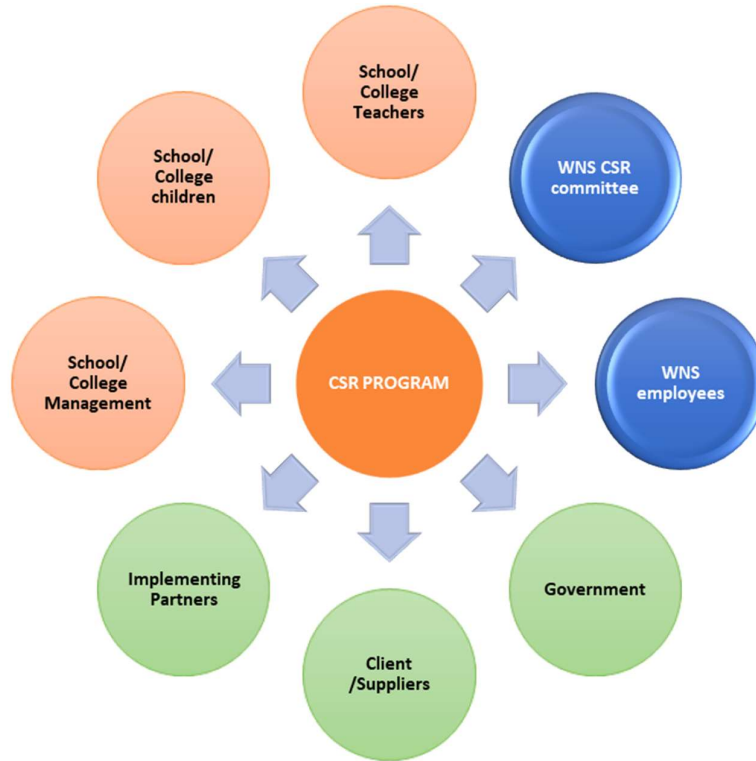 School/
College
Teachers
WNS CSR
committee
WNS
employees
Government
Client
/Suppliers
Implementing
Partners
School/
College
Management
School/
College
children
CSR PROGRAM